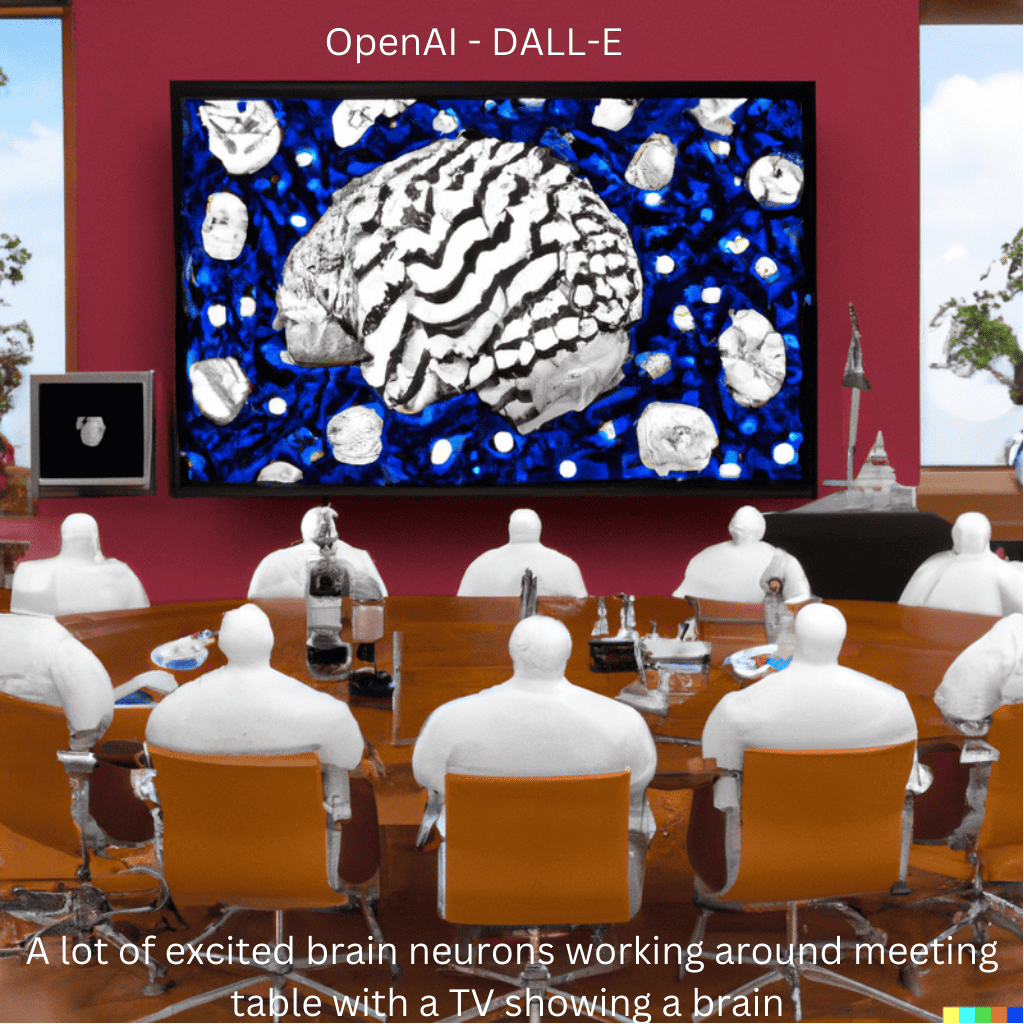 OpenAI - DALL-E
A lot of excited brain neurons working around meeting
table with a TV showing a brain